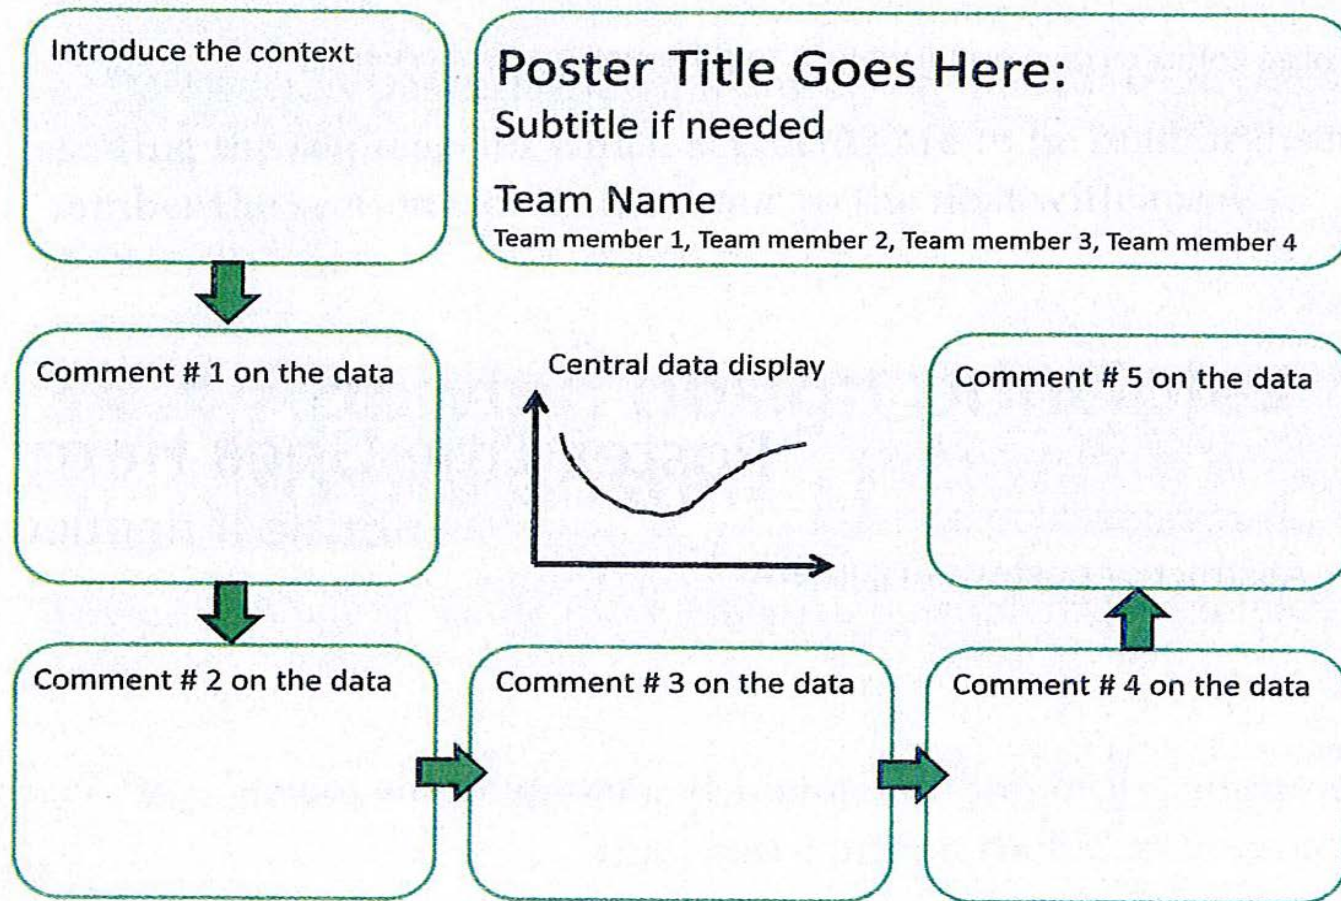 Introduce the context
Poster Title Goes Here:
Subtitle if needed
Team Name
Team member 1, Team member 2, Team member 3, Team member 4
Comment # 1 on the data
Central data display
Comment # 5 on the data
Comment # 2 on the data
Comment # 3 on the data
Comment # 4 on the data